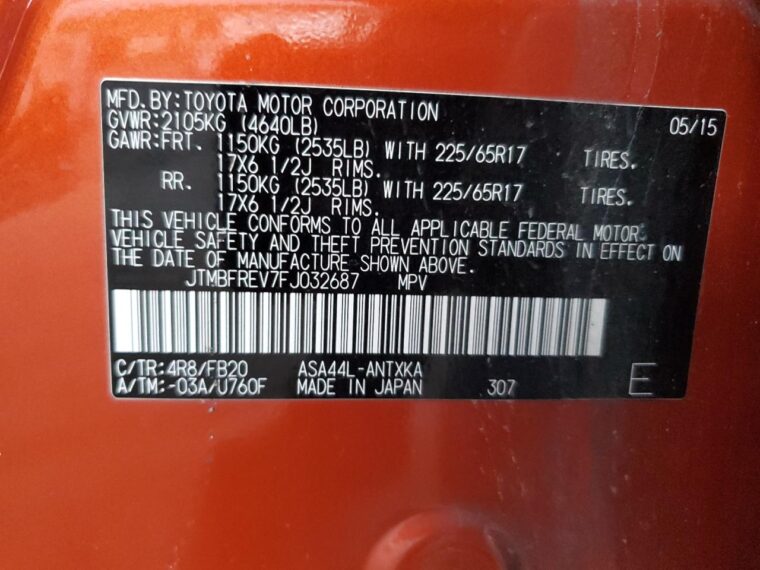 MFD.BY:TOYOTA MOTOR CORPORATION 05/15
GVWR:2105KG (4640LB)
GAWR:FRT. 1150KG (2535LB) WITH 225/65R17 TIRES.
17X6 1/2J RIMS.
RR. 1150KG (2535LB) WITH 225/65R17 TIRES.
17X6 1/2J RIMS.
THIS VEHICLE CONFORMS TO ALL APPLICABLE FEDERAL MOTOR
VEHICLE SAFETY AND THEFT PREVENTION STANDARDS IN EFFECT ON
THE DATE OF MANUFACTURE SHOWN ABOVE.
JTMBFREV7FJ032687 MPV
C/TR:4R8/FB20 ASA44L-ANTXKA
A/TM:-03A/U760F MADE IN JAPAN 307 E